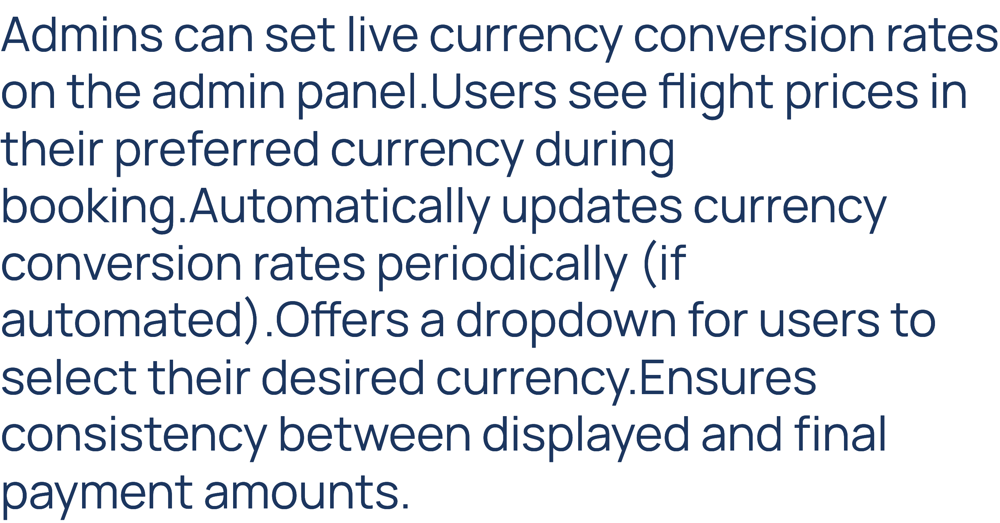 Admins can set live currency conversion rates
on the admin panel.Users see flight prices in
their preferred currency during
booking.Automatically updates currency
conversion rates periodically (if
automated).Offers a dropdown for users to
select their desired currency.Ensures
consistency between displayed and final
payment amounts.